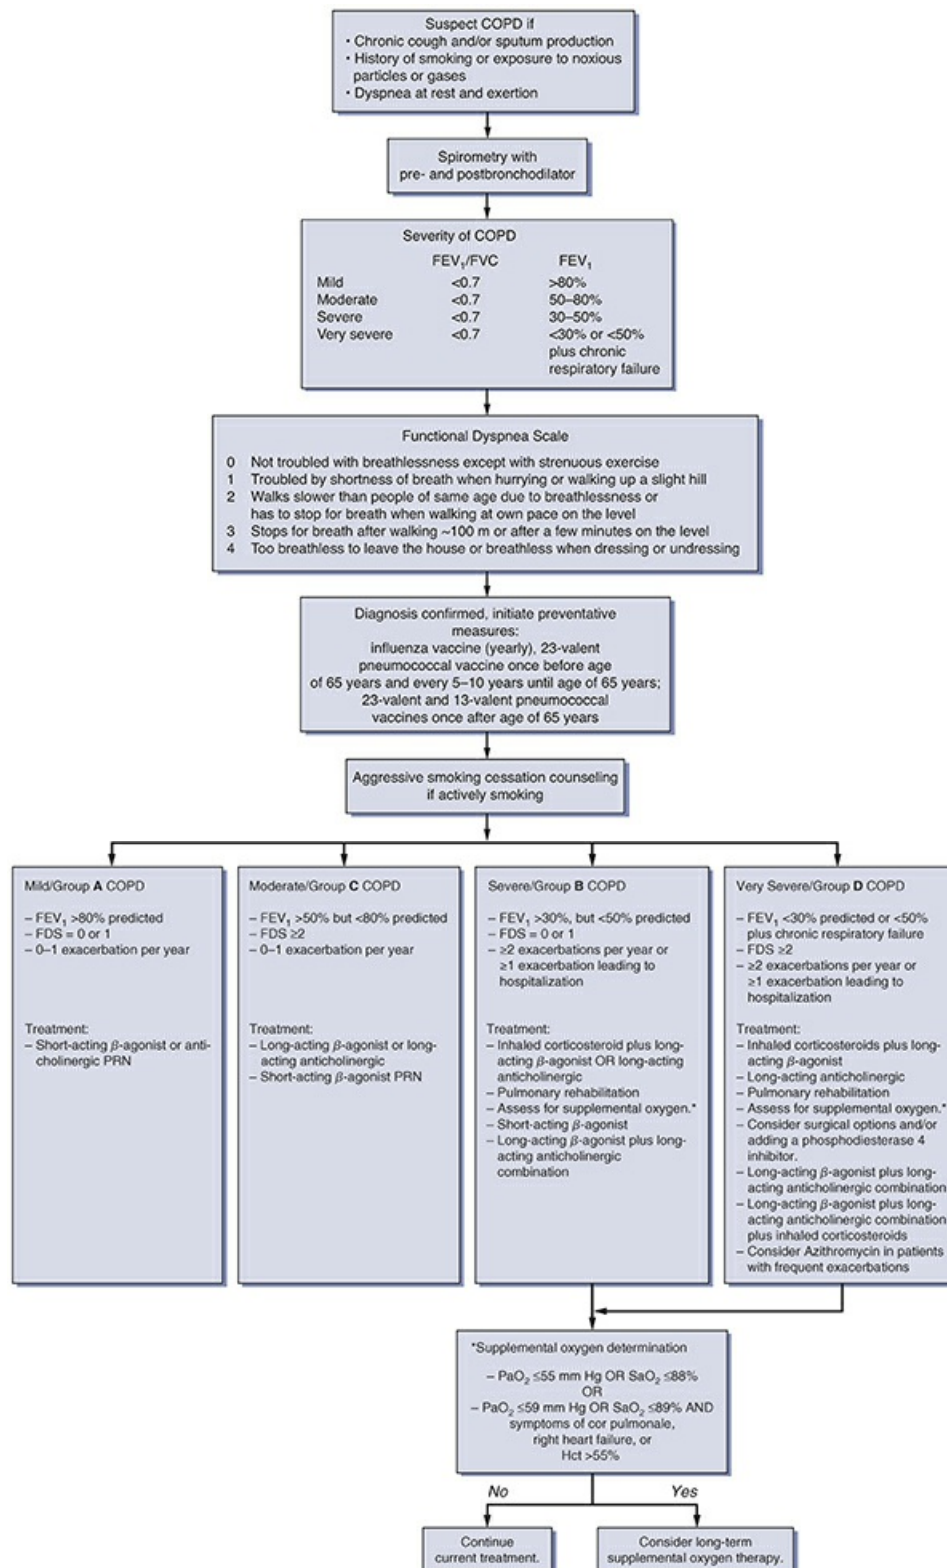 Suspect COPD if
• Chronic cough and/or sputum production
• History of smoking or exposure to noxious
particles or gases
• Dyspnea at rest and exertion
Spirometry with
pre- and postbronchodilator
Severity of COPD
FEV₁/FVC FEV₁
Mild <0.7 >80%
Moderate <0.7 50–80%
Severe <0.7 30–50%
Very severe <0.7 <30% or <50%
plus chronic
respiratory failure
Functional Dyspnea Scale
0 Not troubled with breathlessness except with strenuous exercise
1 Troubled by shortness of breath when hurrying or walking up a slight hill
2 Walks slower than people of same age due to breathlessness or
has to stop for breath when walking at own pace on the level
3 Stops for breath after walking ~100 m or after a few minutes on the level
4 Too breathless to leave the house or breathless when dressing or undressing
Diagnosis confirmed, initiate preventative
measures:
influenza vaccine (yearly), 23-valent
pneumococcal vaccine once before age
of 65 years and every 5–10 years until age of 65 years;
23-valent and 13-valent pneumococcal
vaccines once after age of 65 years
Aggressive smoking cessation counseling
if actively smoking
Mild/Group A COPD
– FEV₁ >80% predicted
– FDS = 0 or 1
– 0–1 exacerbation per year
Treatment:
– Short-acting β-agonist or anti-
cholinergic PRN
Moderate/Group C COPD
– FEV₁ >50% but <80% predicted
– FDS ≥2
– 0–1 exacerbation per year
Treatment:
– Long-acting β-agonist or long-
acting anticholinergic
– Short-acting β-agonist PRN
Severe/Group B COPD
– FEV₁ >30%, but <50% predicted
– FDS = 0 or 1
– ≥2 exacerbations per year or
≥1 exacerbation leading to
hospitalization
Treatment:
– Inhaled corticosteroid plus long-
acting β-agonist OR long-acting
anticholinergic
– Pulmonary rehabilitation
– Assess for supplemental oxygen.*
– Short-acting β-agonist
– Long-acting β-agonist plus long-
acting anticholinergic
combination
Very Severe/Group D COPD
– FEV₁ <30% predicted or <50%
plus chronic respiratory failure
– FDS ≥2
– ≥2 exacerbations per year or
≥1 exacerbation leading to
hospitalization
Treatment:
– Inhaled corticosteroids plus long-
acting β-agonist
– Long-acting anticholinergic
– Pulmonary rehabilitation
– Assess for supplemental oxygen.*
– Consider surgical options and/or
adding a phosphodiesterase 4
inhibitor.
– Long-acting β-agonist plus long-
acting anticholinergic combination
– Long-acting β-agonist plus long-
acting anticholinergic combination
plus inhaled corticosteroids
– Consider Azithromycin in patients
with frequent exacerbations
*Supplemental oxygen determination
– PaO₂ ≤55 mm Hg OR SaO₂ ≤88%
OR
– PaO₂ ≤59 mm Hg OR SaO₂ ≤89% AND
symptoms of cor pulmonale,
right heart failure, or
Hct >55%
No Yes
Continue
current treatment.
Consider long-term
supplemental oxygen therapy.